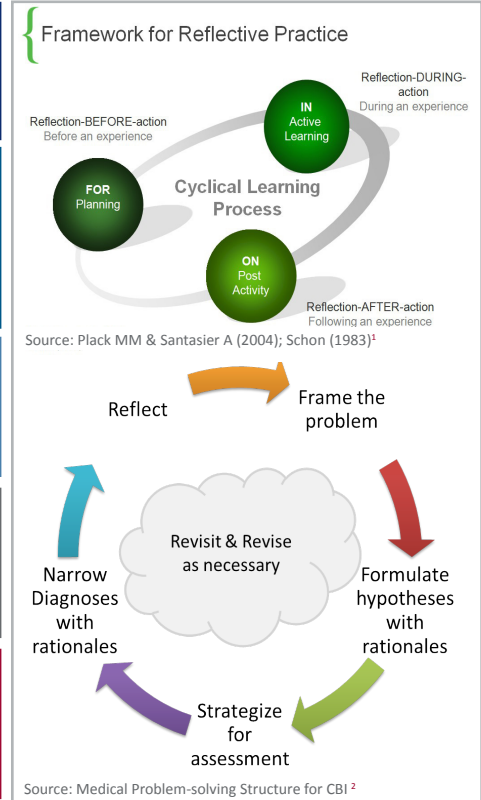 Framework for Reflective Practice
Reflection-DURING-
action
During an experience
IN
Active
Learning
Reflection-BEFORE-action
Before an experience
FOR
Planning
Cyclical Learning
Process
ON
Post
Activity
Reflection-AFTER-action
Following an experience
Source: Plack MM & Santasier A (2004); Schon (1983)1
Reflect
Frame the
problem
Revisit & Revise
as necessary
Narrow
Diagnoses
with
rationales
Formulate
hypotheses
with
rationales
Strategize
for
assessment
Source: Medical Problem-solving Structure for CBI 2